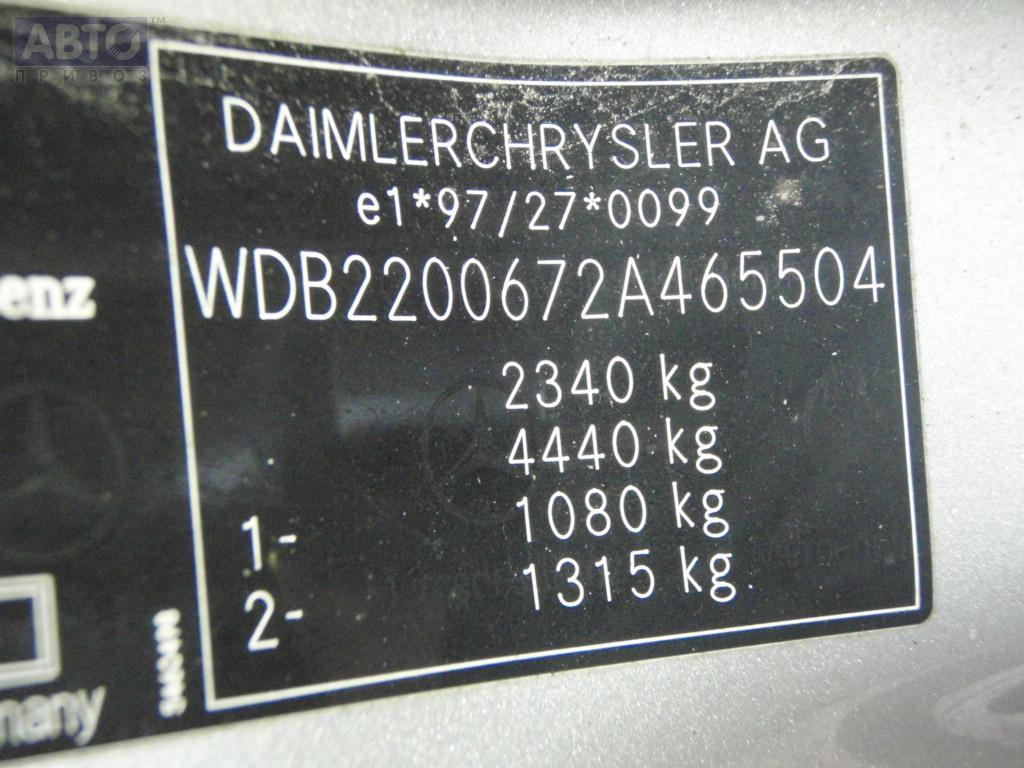 АВТО™
ПРИВОЗ
DAIMLERCHRYSLER AG
e1*97/27*0099
WDB2200672A465504
enz
2340 kg
4440 kg
1- 1080 kg
2- 1315 kg
many